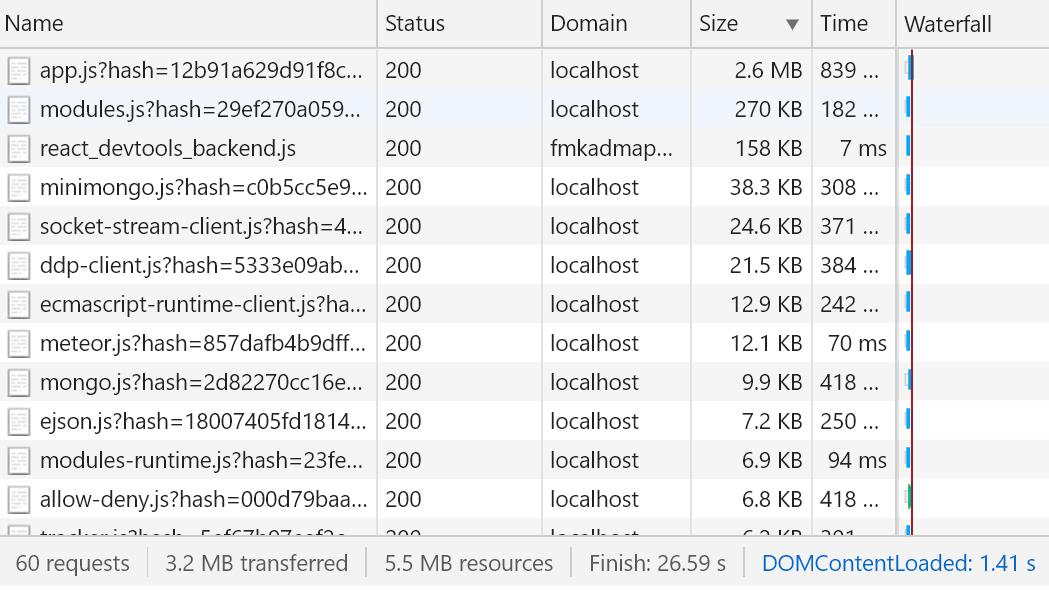 Name Status Domain Size ▼ Time Waterfall
app.js?hash=12b91a629d91f8c... 200 localhost 2.6 MB 839 ...
modules.js?hash=29ef270a059... 200 localhost 270 KB 182 ...
react_devtools_backend.js 200 fmkadmap... 158 KB 7 ms
minimongo.js?hash=c0b5cc5e9... 200 localhost 38.3 KB 308 ...
socket-stream-client.js?hash=4... 200 localhost 24.6 KB 371 ...
ddp-client.js?hash=5333e09ab... 200 localhost 21.5 KB 384 ...
ecmascript-runtime-client.js?ha... 200 localhost 12.9 KB 242 ...
meteor.js?hash=857dafb4b9dff... 200 localhost 12.1 KB 70 ms
mongo.js?hash=2d82270cc16e... 200 localhost 9.9 KB 418 ...
ejson.js?hash=18007405fd1814... 200 localhost 7.2 KB 250 ...
modules-runtime.js?hash=23fe... 200 localhost 6.9 KB 94 ms
allow-deny.js?hash=000d79baa... 200 localhost 6.8 KB 418 ...
200 localhost
60 requests 3.2 MB transferred 5.5 MB resources Finish: 26.59 s DOMContentLoaded: 1.41 s